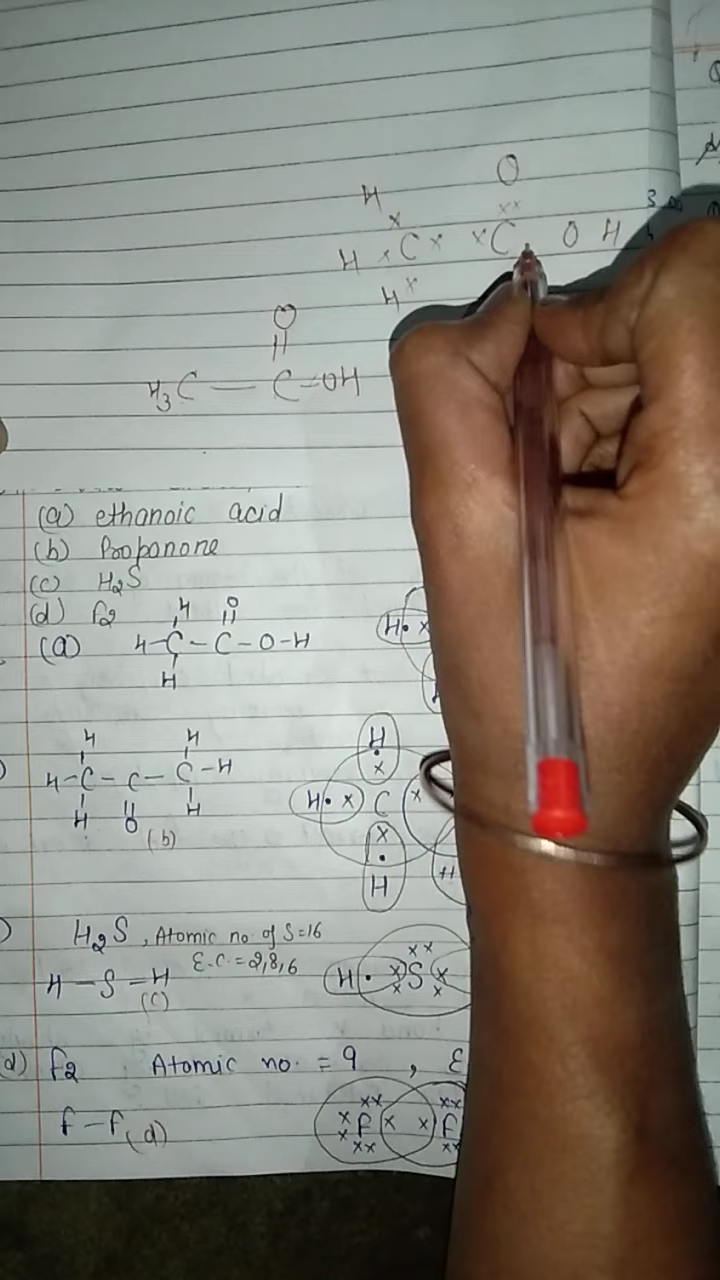 O
H ××
× 3
H × C × × C O H
H ×
O
||
H₃C — C – OH
(a) ethanoic acid
(b) Propanone
(c) H₂S
(d) f₂
H O
| ||
(a) H–C – C – O – H
|
H
H • ×
H H
| |
H–C – C – C –H
| || |
H O H
(b)
H
•
×
H • × C ×
×
•
H
H
H₂S , Atomic no. of S=16
E.C. = 2,8,6
H – S – H
(c)
× ×
H • × S ×
× ×
(d) f₂ Atomic no. = 9 , E
f – f (d)
×× ××
× f × × f
×
×× ××